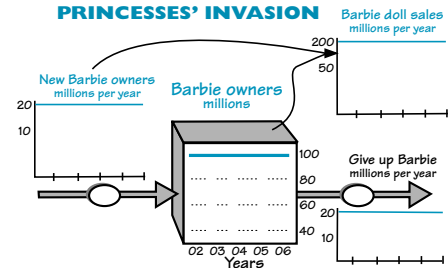 PRINCESSES' INVASION
Barbie doll sales
millions per year
200
50
New Barbie owners
millions per year
20
10
Barbie owners
millions
100
80
60
40
02 03 04 05 06
Years
Give up Barbie
millions per year
20
10